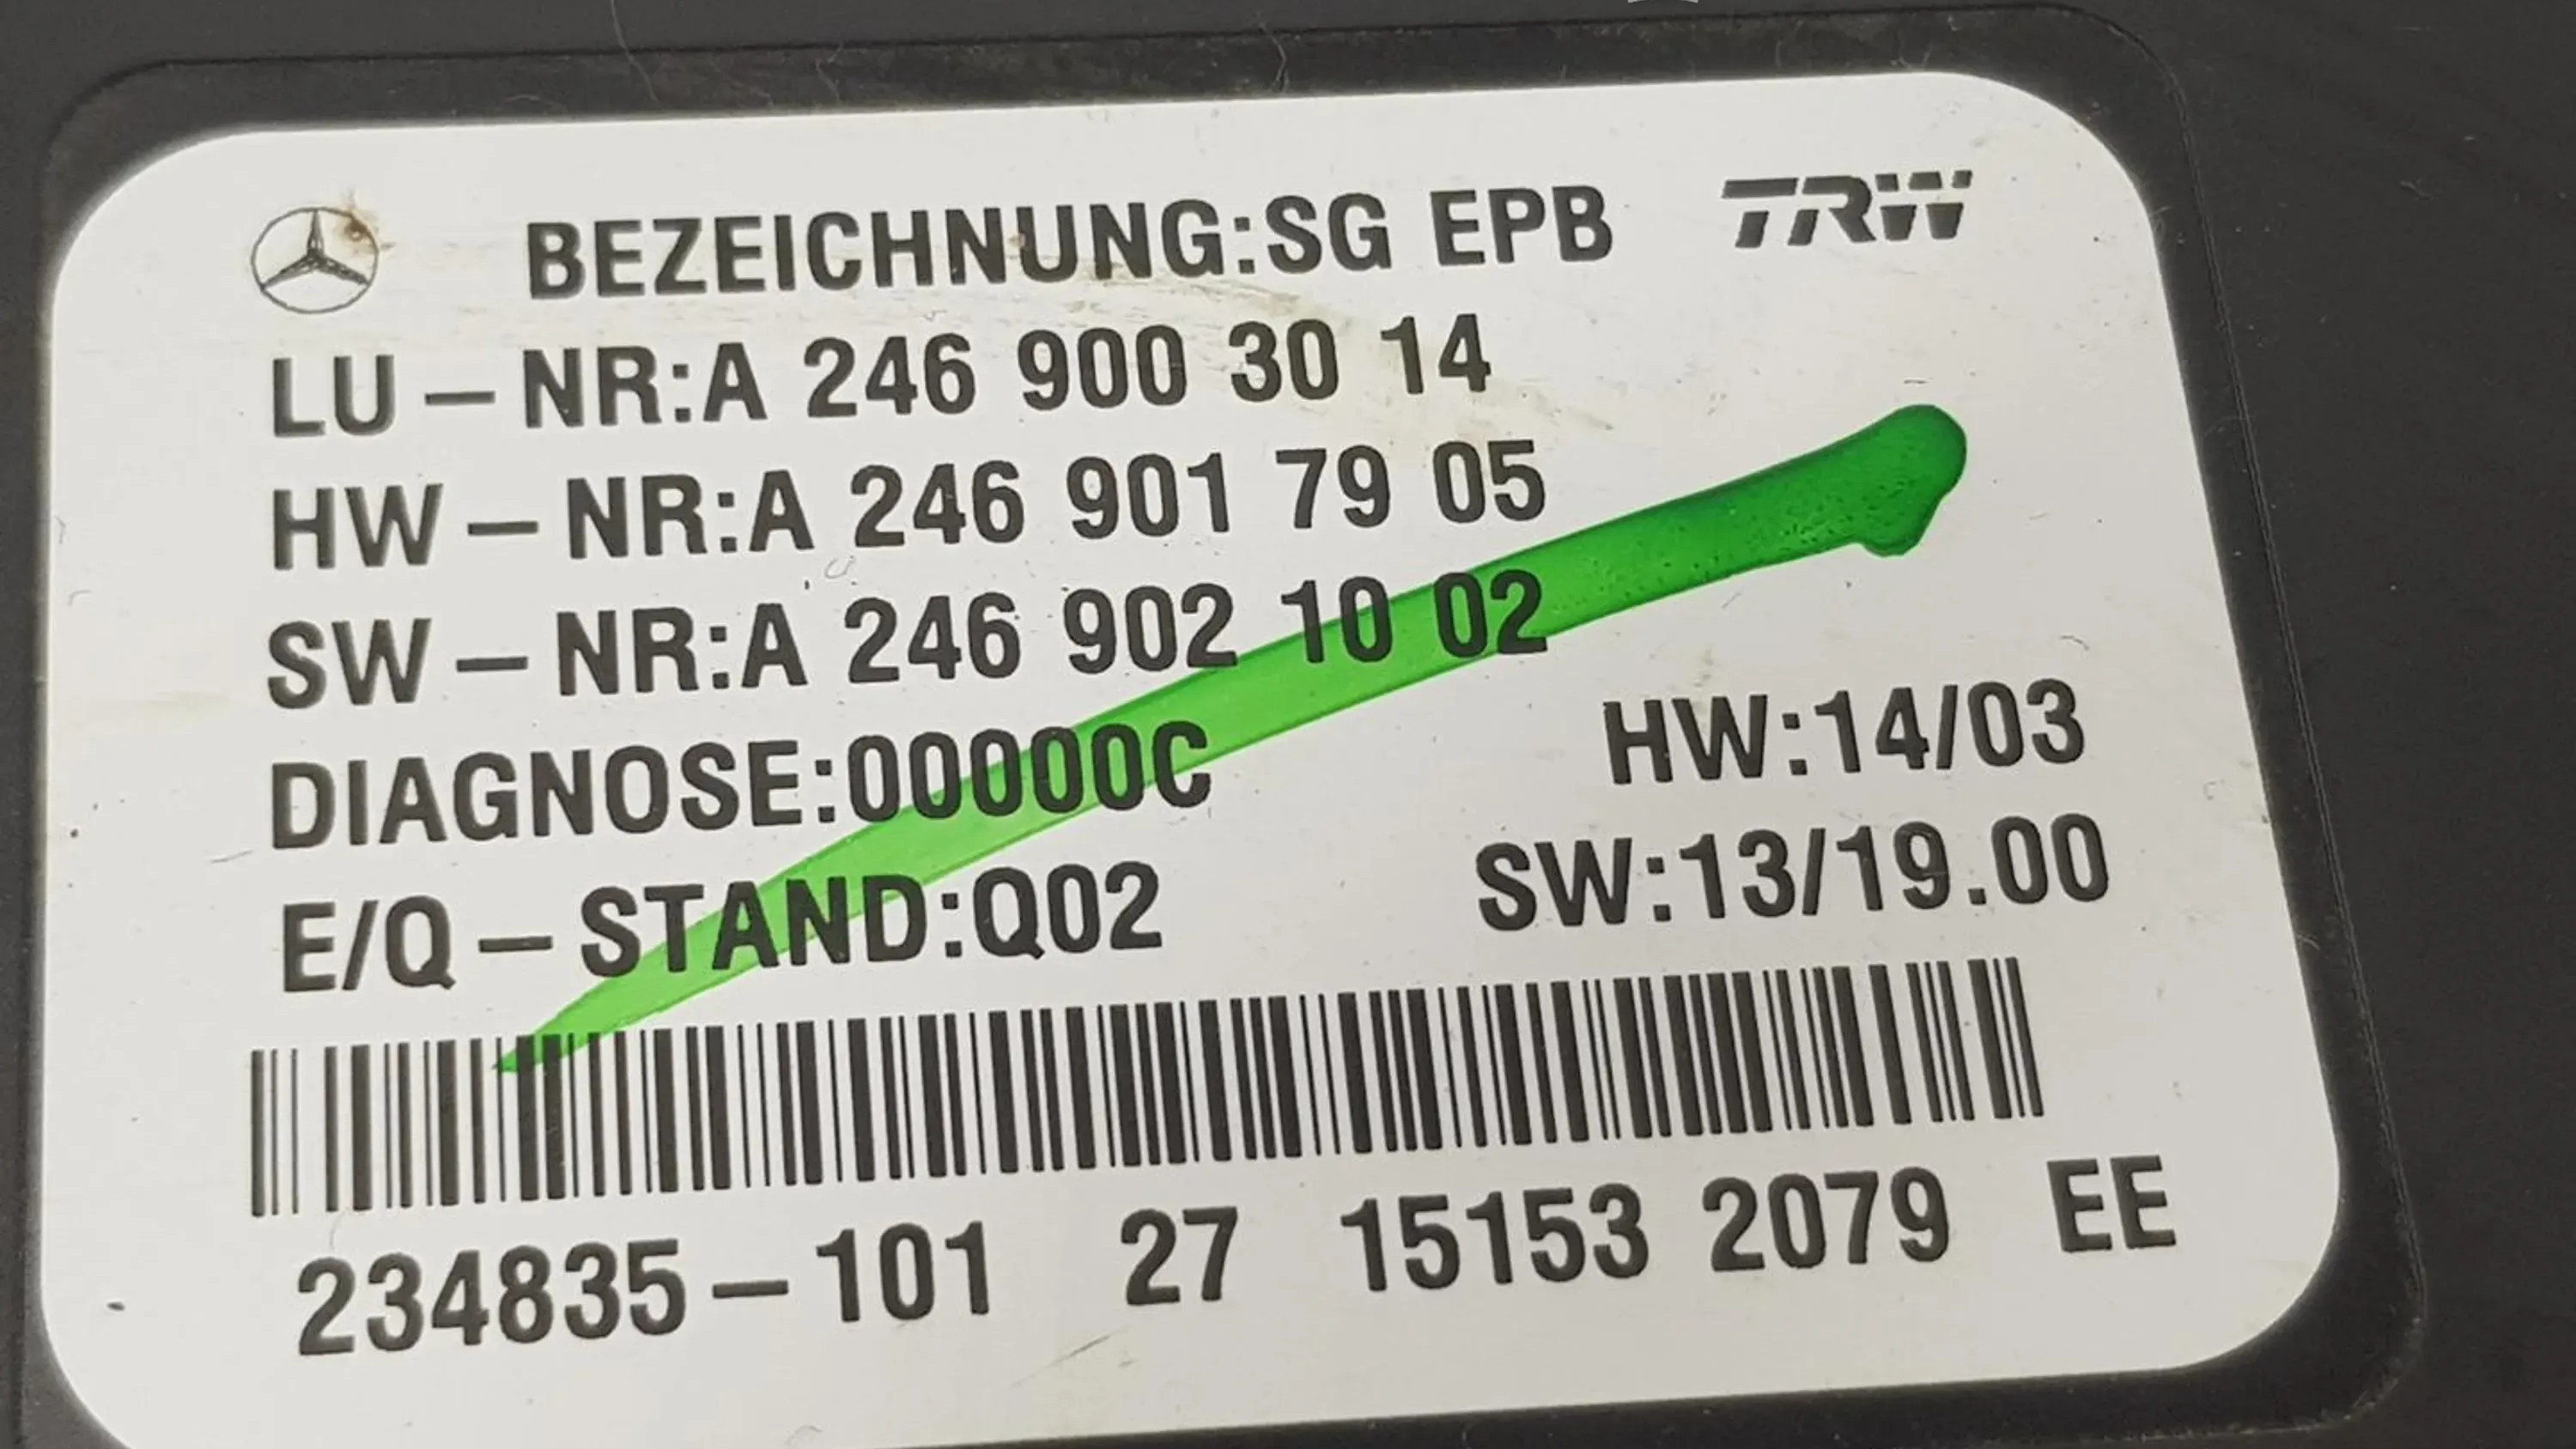 BEZEICHNUNG:SG EPB TRW
LU-NR:A 246 900 30 14
HW-NR:A 246 901 79 05
SW-NR:A 246 902 10 02
DIAGNOSE:00000C HW:14/03
E/Q-STAND:Q02 SW:13/19.00
234835-101 27 15153 2079 EE